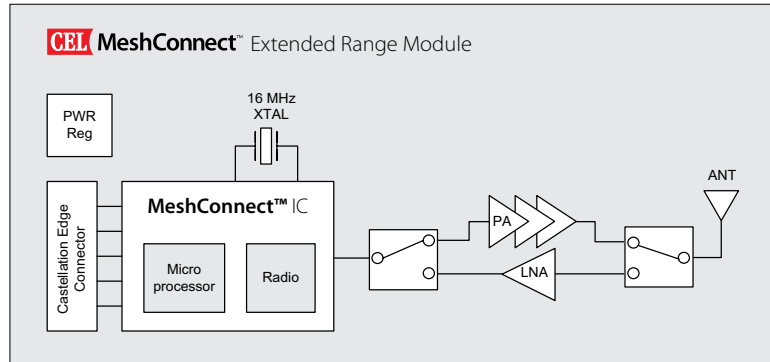 CEL MeshConnect™ Extended Range Module
PWR
Reg
16 MHz
XTAL
ANT
Castellation Edge
Connector
MeshConnect™ IC
Micro
processor
Radio
PA
LNA